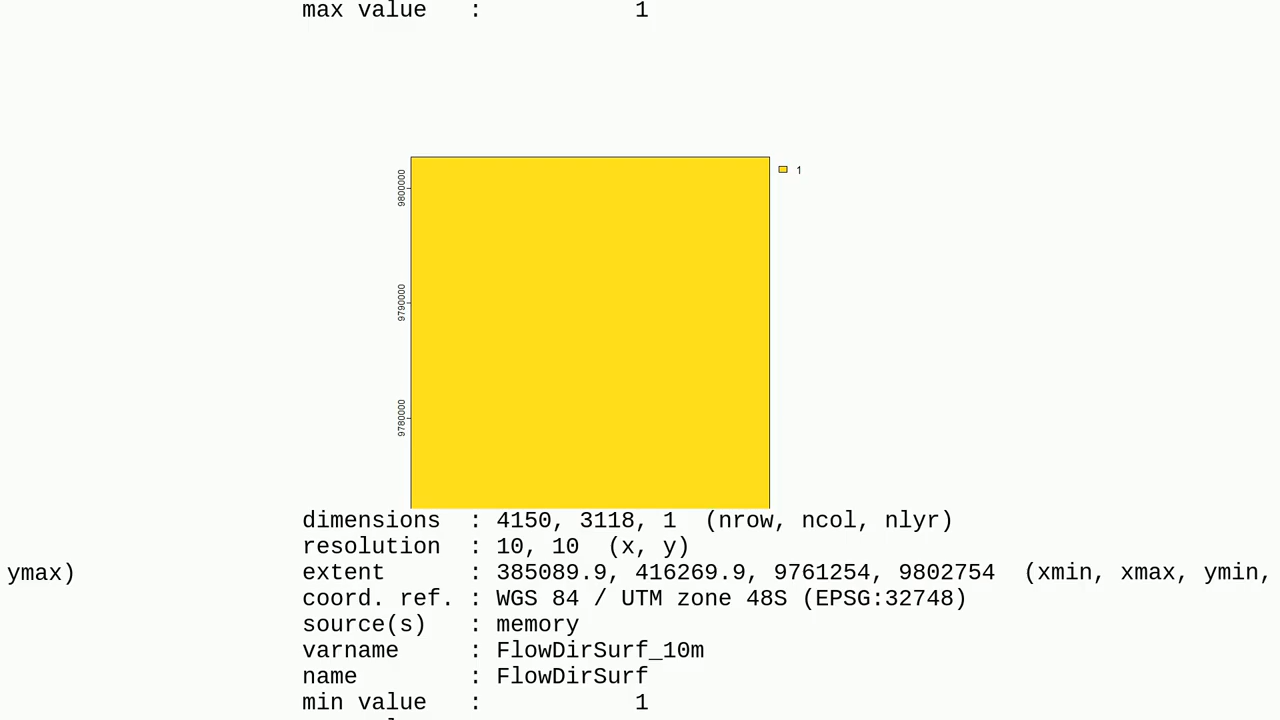 max value   :           1
1
9800000
9790000
9780000
dimensions  : 4150, 3118, 1  (nrow, ncol, nlyr)
resolution  : 10, 10  (x, y)
extent      : 385089.9, 416269.9, 9761254, 9802754  (xmin, xmax, ymin,
ymax)
coord. ref. : WGS 84 / UTM zone 48S (EPSG:32748)
source(s)   : memory
varname     : FlowDirSurf_10m
name        : FlowDirSurf
min value   :           1